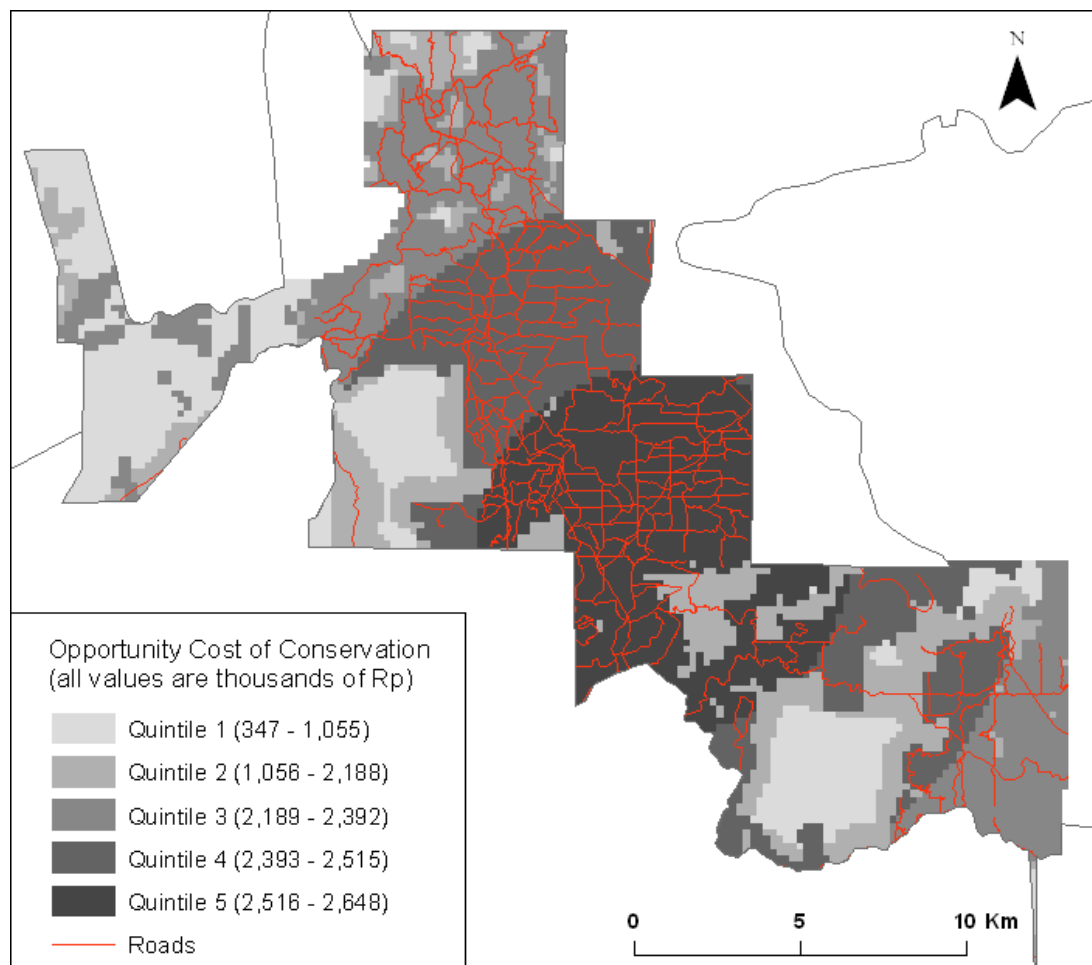 N
Opportunity Cost of Conservation
(all values are thousands of Rp)
Quintile 1 (347 - 1,055)
Quintile 2 (1,056 - 2,188)
Quintile 3 (2,189 - 2,392)
Quintile 4 (2,393 - 2,515)
Quintile 5 (2,516 - 2,648)
Roads
0 5 10 Km